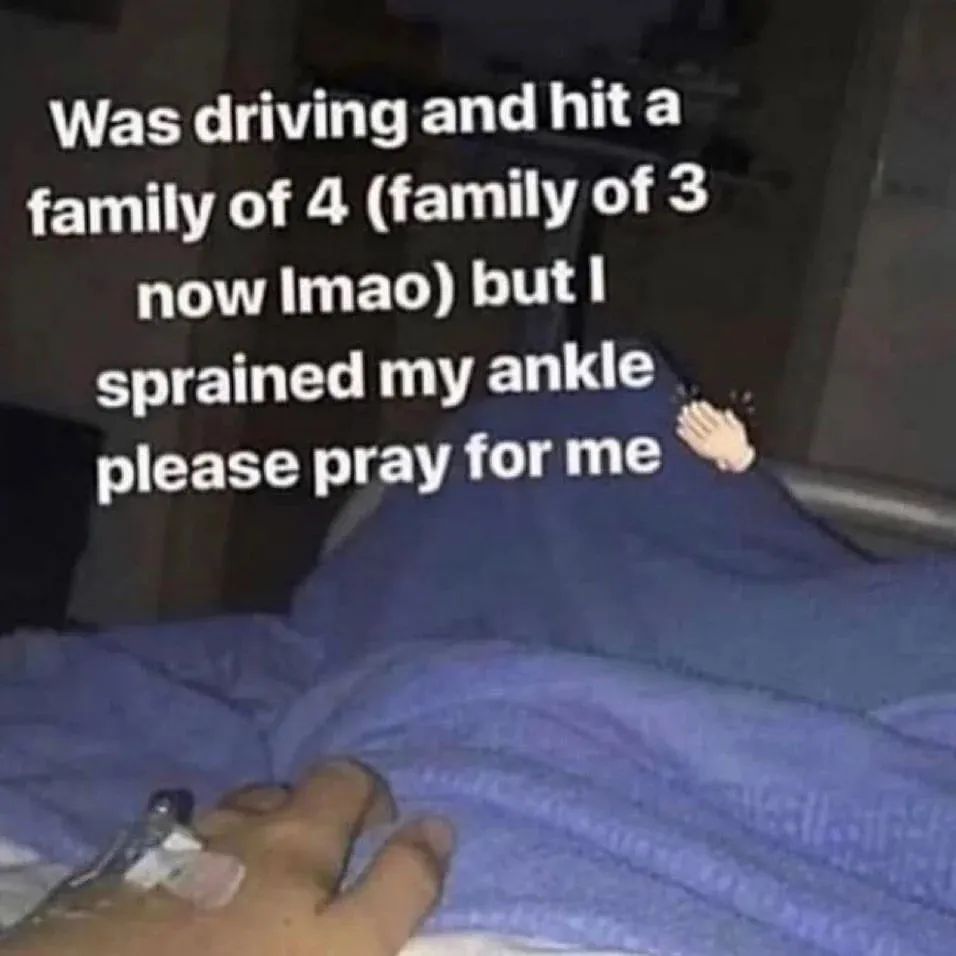 Was driving and hit a
family of 4 (family of 3
now lmao) but I
sprained my ankle
please pray for me 👏🏻